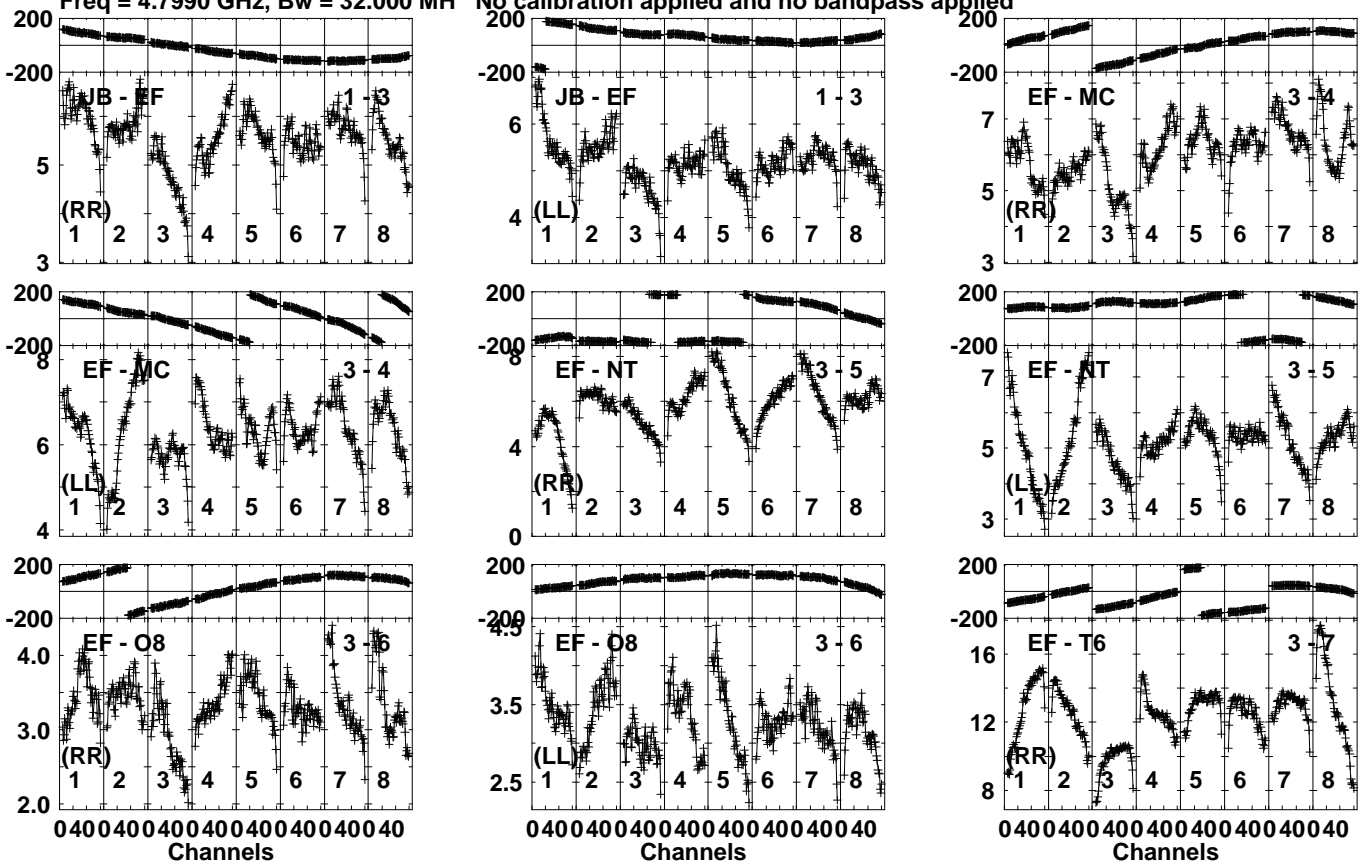 Freq = 4.7990 GHz, Bw = 32.000 MH No calibration applied and no bandpass applied
200
-200
JB - EF 1 - 3
5
3
(RR)
1 2 3 4 5 6 7 8
JB - EF 1 - 3
6
4
(LL)
1 2 3 4 5 6 7 8
200
-200
EF - MC 3 - 4
7
5
3
(RR)
1 2 3 4 5 6 7 8
200
-200
EF - MC 3 - 4
8
6
4
(LL)
1 2 3 4 5 6 7 8
200
-200
EF - NT 3 - 5
8
4
0
(RR)
1 2 3 4 5 6 7 8
200
-200
EF - NT 3 - 5
7
5
3
(LL)
1 2 3 4 5 6 7 8
200
-200
EF - O8 3 - 6
4.0
3.0
2.0
(RR)
1 2 3 4 5 6 7 8
0 40 0 40 0 40 0 40 0 40 0 40 0 40 0 40
Channels
200
-200
EF - O8 3 - 6
4.5
3.5
2.5
(LL)
1 2 3 4 5 6 7 8
0 40 0 40 0 40 0 40 0 40 0 40 0 40 0 40
Channels
200
-200
EF - T6 3 - 7
16
12
8
(RR)
1 2 3 4 5 6 7 8
0 40 0 40 0 40 0 40 0 40 0 40 0 40 0 40
Channels